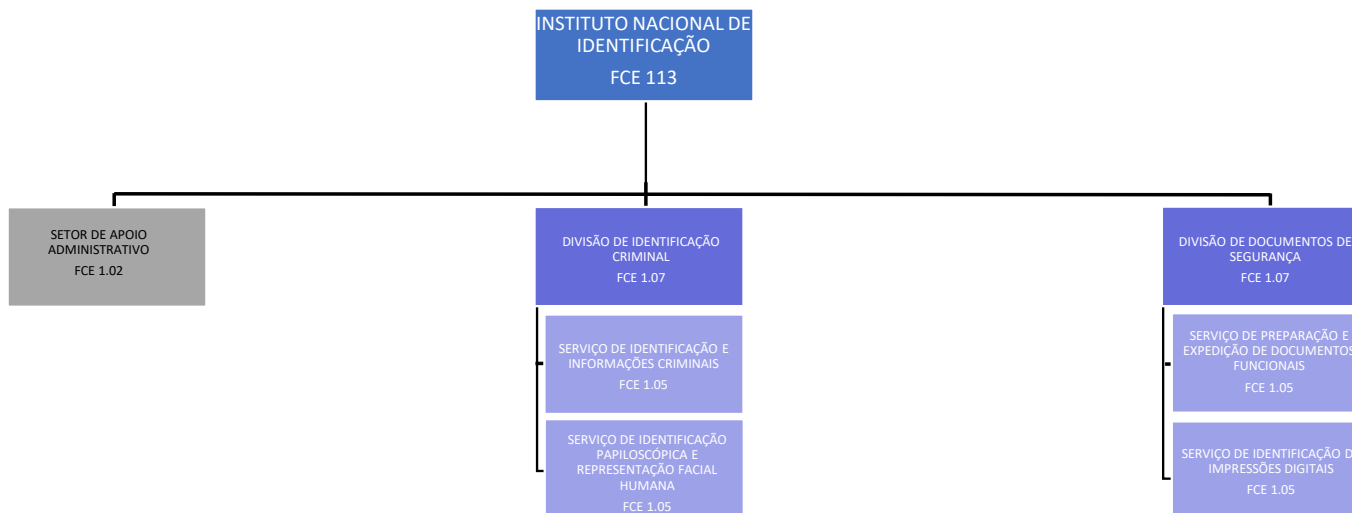 INSTITUTO NACIONAL DE
IDENTIFICAÇÃO
FCE 113
SETOR DE APOIO
ADMINISTRATIVO
FCE 1.02
DIVISÃO DE IDENTIFICAÇÃO
CRIMINAL
FCE 1.07
SERVIÇO DE IDENTIFICAÇÃO E
INFORMAÇÕES CRIMINAIS
FCE 1.05
SERVIÇO DE IDENTIFICAÇÃO
PAPILOSCÓPICA E
REPRESENTAÇÃO FACIAL
HUMANA
FCE 1.05
DIVISÃO DE DOCUMENTOS DE
SEGURANÇA
FCE 1.07
SERVIÇO DE PREPARAÇÃO E
EXPEDIÇÃO DE DOCUMENTOS
FUNCIONAIS
FCE 1.05
SERVIÇO DE IDENTIFICAÇÃO D
IMPRESSÕES DIGITAIS
FCE 1.05